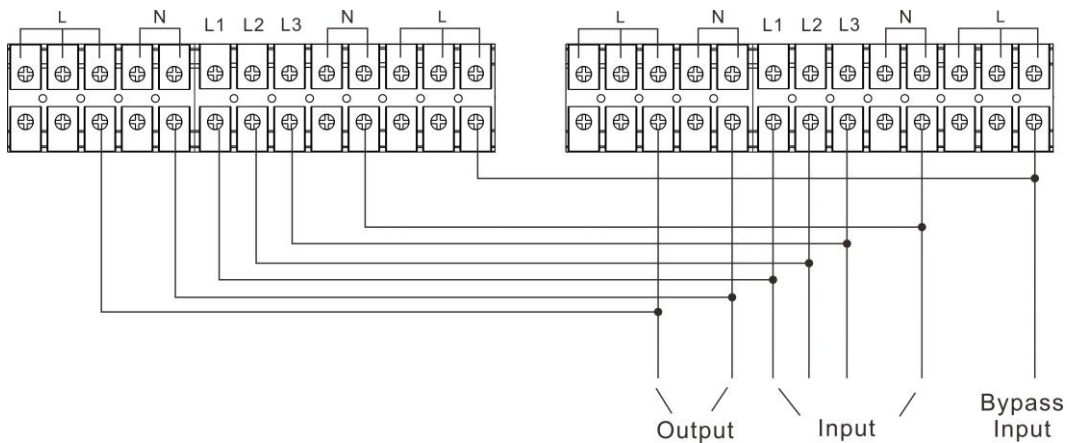 L N L1 L2 L3 N L L N L1 L2 L3 N L
Output Input Bypass
Input